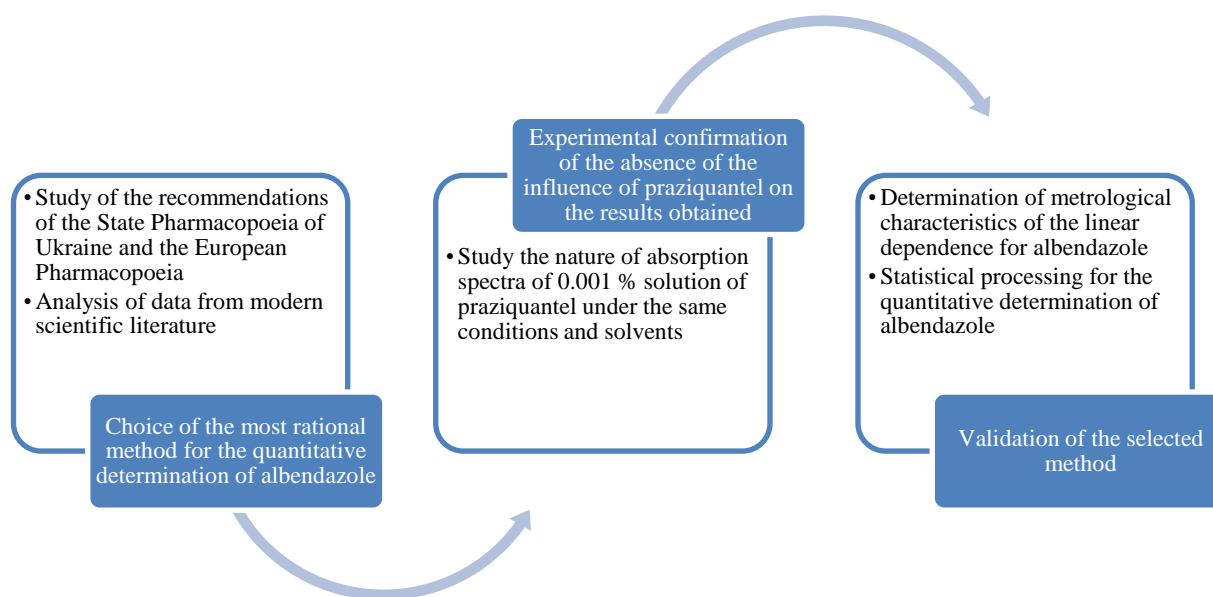 • Study of the recommendations
of the State Pharmacopoeia of
Ukraine and the European
Pharmacopoeia
• Analysis of data from modern
scientific literature
Choice of the most rational
method for the quantitative
determination of albendazole
Experimental confirmation
of the absence of the
influence of praziquantel on
the results obtained
• Study the nature of absorption
spectra of 0.001 % solution of
praziquantel under the same
conditions and solvents
• Determination of metrological
characteristics of the linear
dependence for albendazole
• Statistical processing for the
quantitative determination of
albendazole
Validation of the selected
method